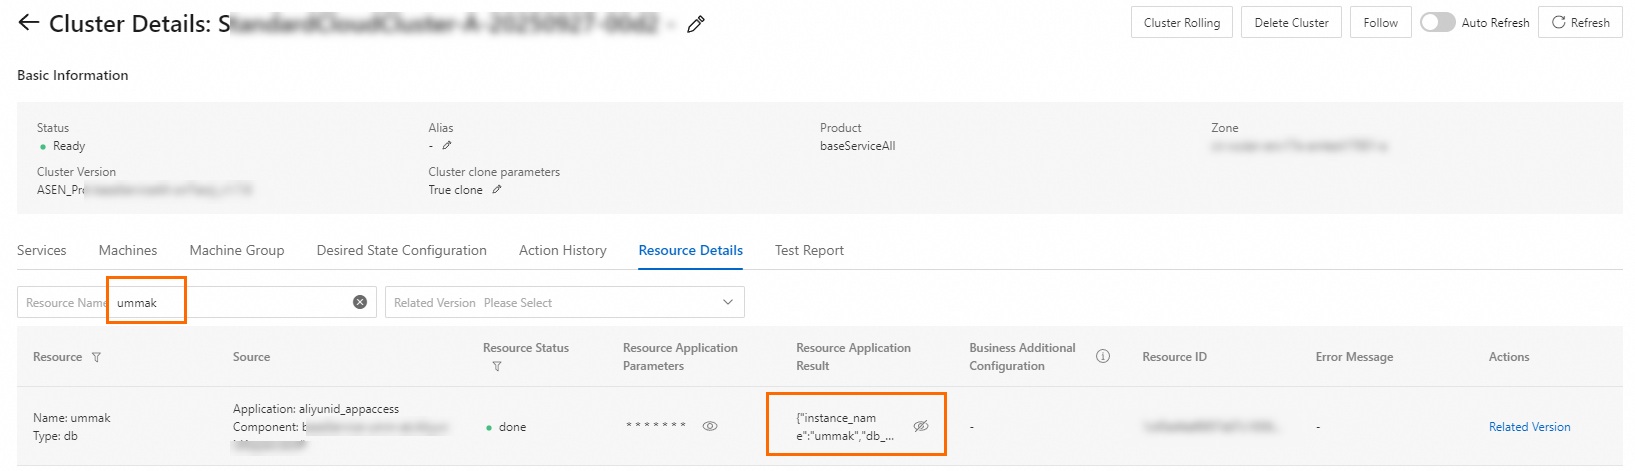 Cluster Details: S
Cluster Rolling
Delete Cluster
Follow
Auto Refresh
Refresh
Basic Information
Status
Alias
Product
Zone
Ready
-
baseServiceAll
Cluster Version
Cluster clone parameters
ASEN_Pr
True clone
Services
Machines
Machine Group
Desired State Configuration
Action History
Resource Details
Test Report
Resource Name ummak
Related Version Please Select
Resource
Source
Resource Status
Resource Application
Parameters
Resource Application
Result
Business Additional
Configuration
Resource ID
Error Message
Actions
Name: ummak
Type: db
Application: aliyunid_appaccess
Component:
done
* * * * * * *
{"instance_nam
e":"ummak","db_...
-
-
Related Version